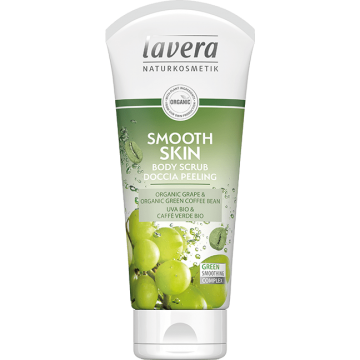 lavera
NATURKOSMETIK
ORGANIC
SMOOTH
SKIN
BODY SCRUB
DOCCIA PEELING
ORGANIC GRAPE &
ORGANIC GREEN COFFEE BEAN
UVA BIO &
CAFFÈ VERDE BIO
GREEN
SMOOTHING
COMPLEX